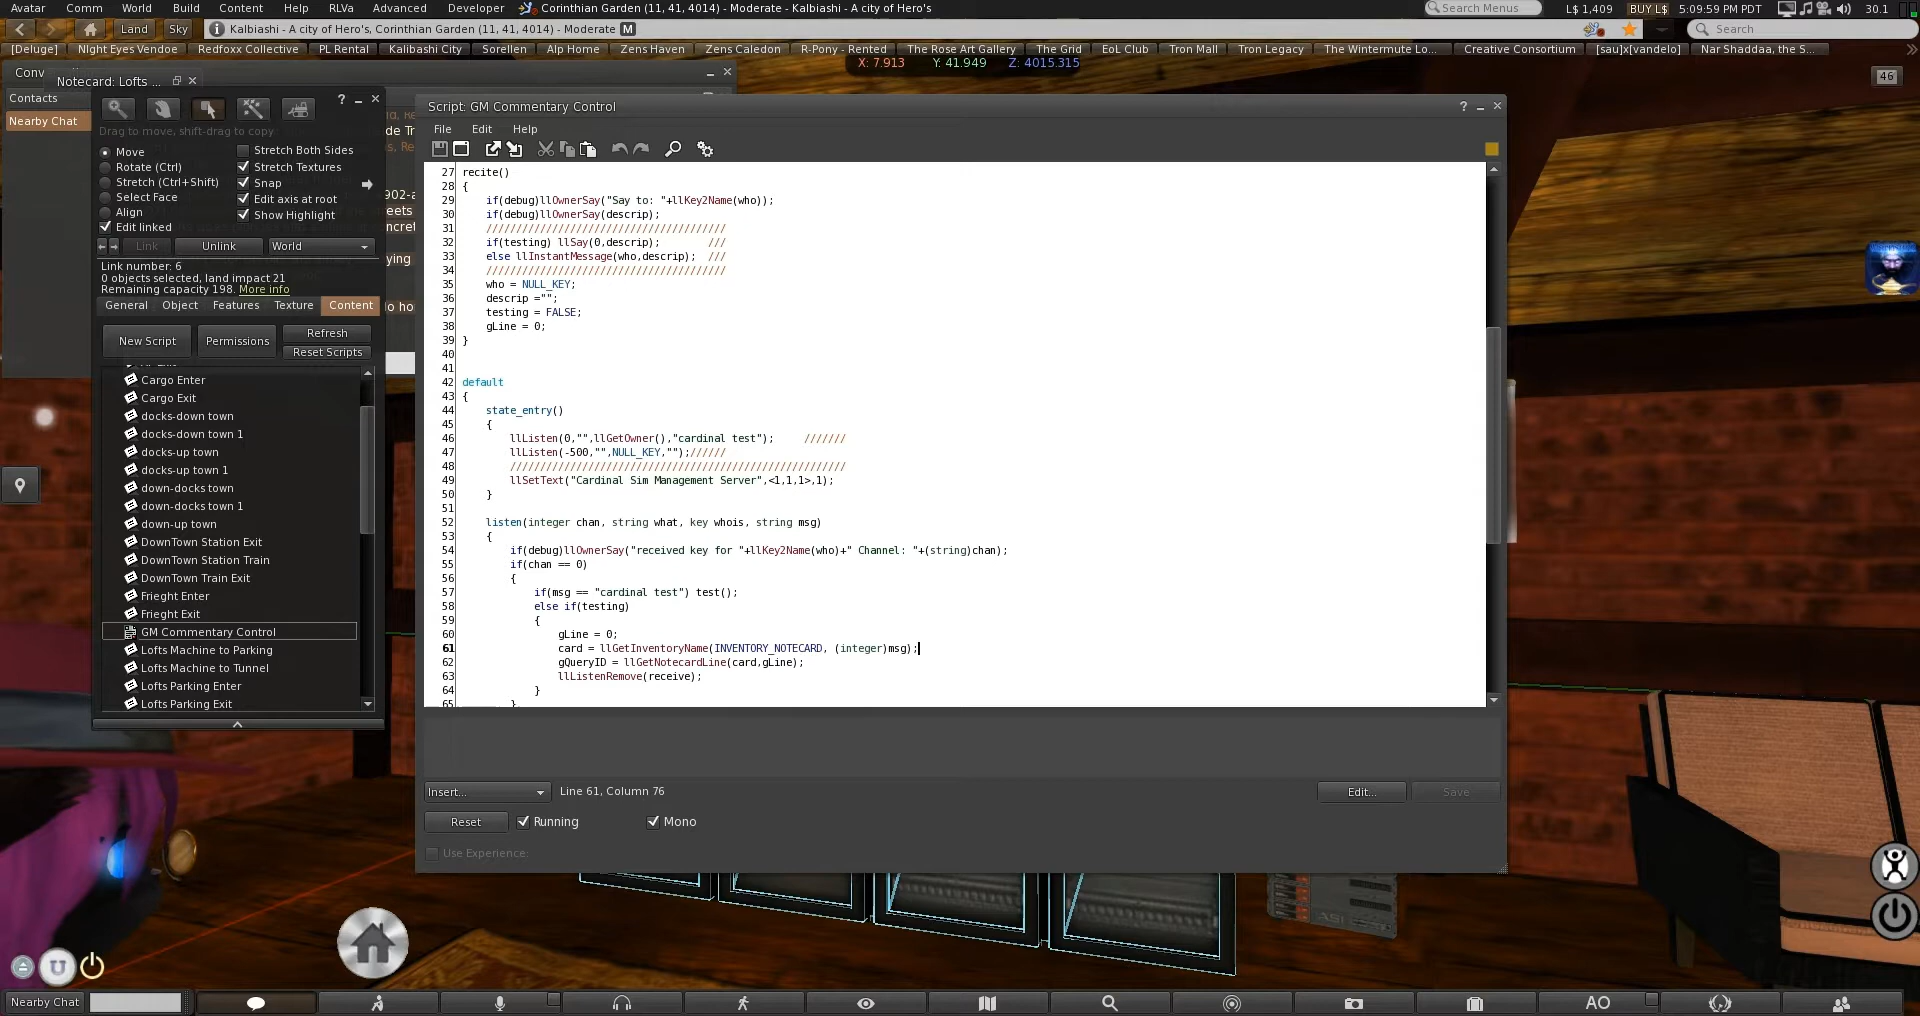 Avatar Comm World Build Content Help RLVa Advanced Developer Corinthian Garden (11, 41, 4014) - Moderate - Kalbiashi - A city of Hero's Search Menus L$ 1,409 BUY L$ 5:09:59 PM PDT 30.1
Land Sky Kalbiashi - A city of Hero's, Corinthian Garden (11, 41, 4014) - Moderate M Search
[Deluge] NIght Eyes Vendoe Redfoxx Collective PL Rental Kalibashi City Sorellen Alp Home Zens Haven Zens Caledon R-Pony - Rented The Rose Art Gallery The Grid EoL Club Tron Mall Tron Legacy The Wintermute Lo... Creative Consortium [sau]x[vandelo] Nar Shaddaa, the S...
X: 7.913 Y: 41.949 Z: 4015.315
46
Conv
Notecard: Lofts ...
Contacts
Nearby Chat
Drag to move, shift-drag to copy
Move
Rotate (Ctrl)
Stretch (Ctrl+Shift)
Select Face
Align
Edit linked
Stretch Both Sides
Stretch Textures
Snap
Edit axis at root
Show Highlight
Link Unlink World
Link number: 6
0 objects selected, land impact 21
Remaining capacity 198. More info
General Object Features Texture Content
New Script Permissions Refresh
Reset Scripts
Cargo Enter
Cargo Exit
docks-down town
docks-down town 1
docks-up town
docks-up town 1
down-docks town
down-docks town 1
down-up town
DownTown Station Exit
DownTown Station Train
DownTown Train Exit
Frieght Enter
Frieght Exit
GM Commentary Control
Lofts Machine to Parking
Lofts Machine to Tunnel
Lofts Parking Enter
Lofts Parking Exit
Script: GM Commentary Control
File Edit Help
27 recite()
28 {
29 if(debug)llOwnerSay("Say to: "+llKey2Name(who));
30 if(debug)llOwnerSay(descrip);
31 ////////////////////////////////////////
32 if(testing) llSay(0,descrip); ///
33 else llInstantMessage(who,descrip); ///
34 ////////////////////////////////////////
35 who = NULL_KEY;
36 descrip ="";
37 testing = FALSE;
38 gLine = 0;
39 }
40
41
42 default
43 {
44 state_entry()
45 {
46 llListen(0,"",llGetOwner(),"cardinal test"); ///////
47 llListen(-500,"",NULL_KEY,"");//////
48 ////////////////////////////////////////////////////////
49 llSetText("Cardinal Sim Management Server",<1,1,1>,1);
50 }
51
52 listen(integer chan, string what, key whois, string msg)
53 {
54 if(debug)llOwnerSay("received key for "+llKey2Name(who)+" Channel: "+(string)chan);
55 if(chan == 0)
56 {
57 if(msg == "cardinal test") test();
58 else if(testing)
59 {
60 gLine = 0;
61 card = llGetInventoryName(INVENTORY_NOTECARD, (integer)msg);
62 gQueryID = llGetNotecardLine(card,gLine);
63 llListenRemove(receive);
64 }
65 }
Insert... Line 61, Column 76 Edit... Save
Reset Running Mono
Use Experience:
Nearby Chat AO